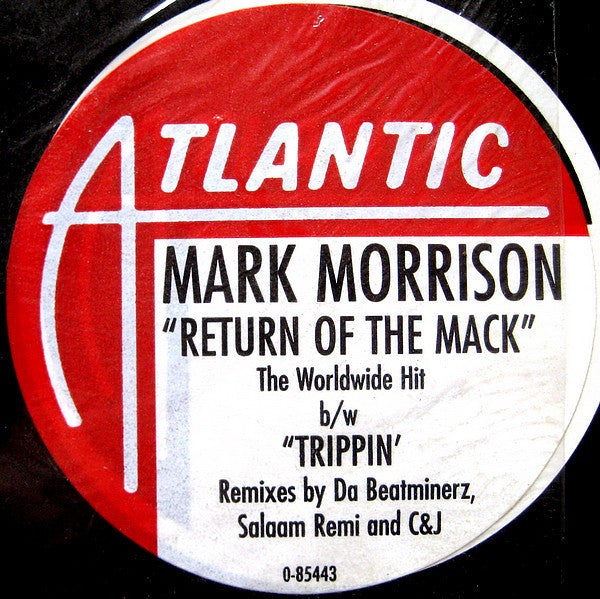 ATLANTIC
MARK MORRISON
“RETURN OF THE MACK”
The Worldwide Hit
b/w
“TRIPPIN’
Remixes by Da Beatminerz,
Salaam Remi and C&J
0-85443